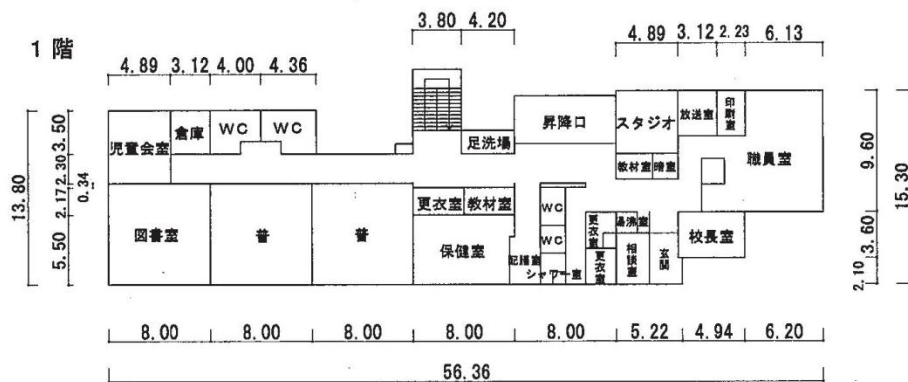 1階
3.80 4.20
4.89 3.12 2.23 6.13
4.89 3.12 4.00 4.36
児童会室 倉庫 WC WC
足洗場 昇降口 スタジオ 放送室 印刷室 職員室
教材室 暗室
図書室 普 普
更衣室 教材室 保健室
WC
WC
シャワー室
更衣室 湯沸室
更衣室 相談室 玄関 校長室
13.80
3.50 2.30 0.34 2.17 5.50
9.60 3.60 2.10
15.30
8.00 8.00 8.00 8.00 8.00 5.22 4.94 6.20
56.36